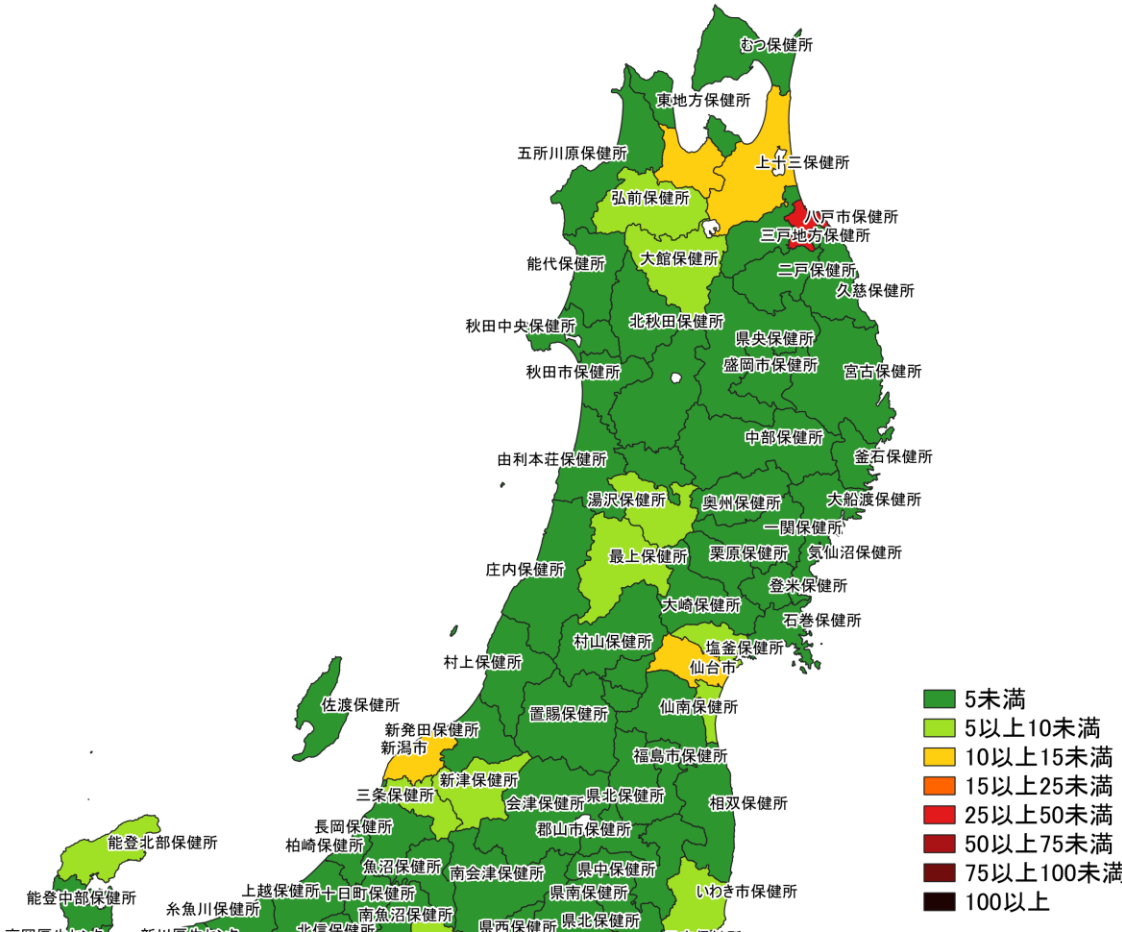 むつ保健所
東地方保健所
五所川原保健所
上十三保健所
弘前保健所
八戸市保健所
三戸地方保健所
大館保健所
能代保健所
二戸保健所
久慈保健所
秋田中央保健所
北秋田保健所
県央保健所
秋田市保健所
盛岡市保健所
宮古保健所
中部保健所
由利本荘保健所
釜石保健所
湯沢保健所
奥州保健所
大船渡保健所
一関保健所
最上保健所
栗原保健所
気仙沼保健所
庄内保健所
登米保健所
大崎保健所
石巻保健所
村山保健所
塩釜保健所
村上保健所
仙台市
佐渡保健所
置賜保健所
仙南保健所
新発田保健所
新潟市
福島市保健所
新津保健所
三条保健所
会津保健所
県北保健所
相双保健所
長岡保健所
郡山市保健所
柏崎保健所
能登北部保健所
魚沼保健所
南会津保健所
県中保健所
上越保健所
十日町保健所
県南保健所
いわき市保健所
能登中部保健所
糸魚川保健所
南魚沼保健所
県西保健所
県北保健所
北信保健所
5未満
5以上10未満
10以上15未満
15以上25未満
25以上50未満
50以上75未満
75以上100未満
100以上